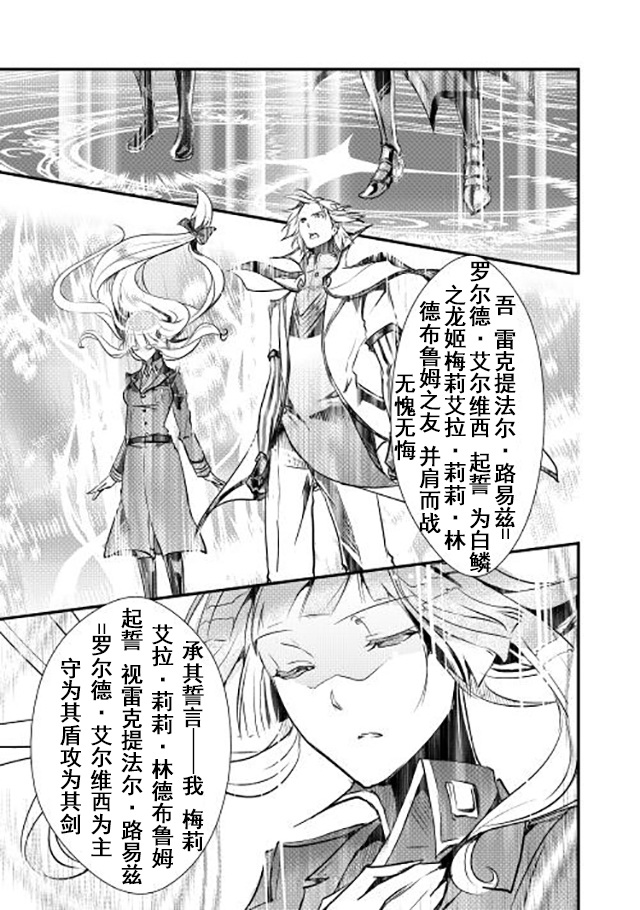 吾 雷克提法尔·路易兹=
罗尔德·艾尔维西 起誓 为白鳞
之龙姬梅莉艾拉·莉莉·林
德布鲁姆之友 并肩而战
无愧无悔
承其誓言——我 梅莉
艾拉·莉莉·林德布鲁姆
起誓 视雷克提法尔·路易兹
=罗尔德·艾尔维西为主
守为其盾攻为其剑